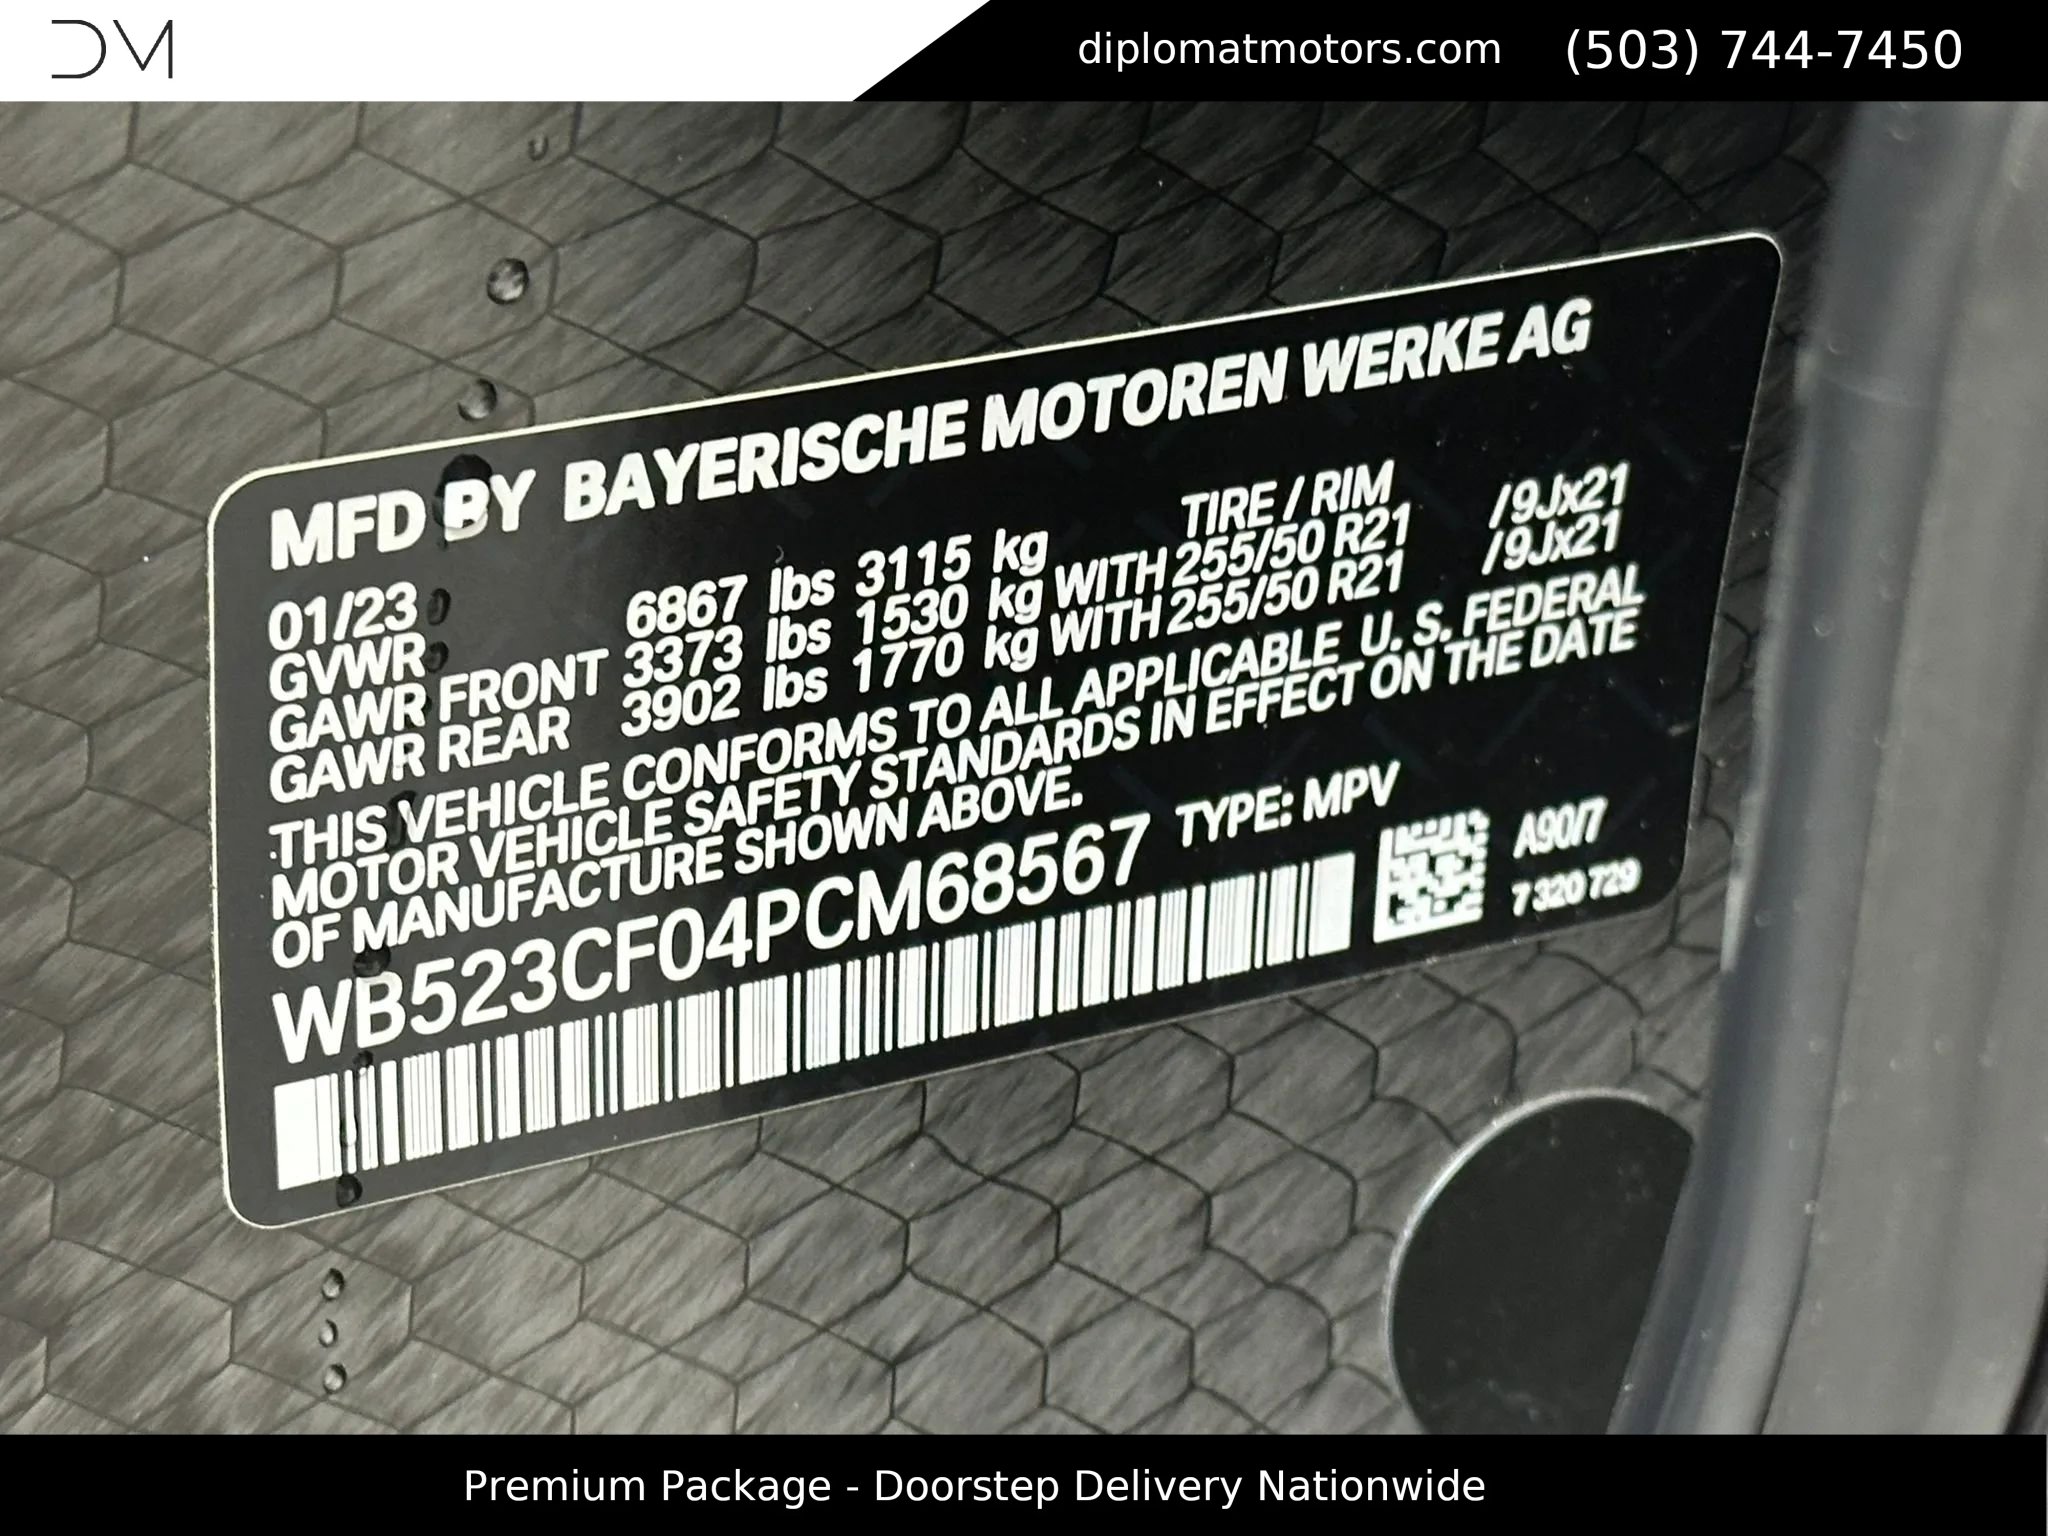 DM
diplomatmotors.com (503) 744-7450
MFD BY BAYERISCHE MOTOREN WERKE AG
01/23 TIRE / RIM
GVWR 6867 lbs 3115 kg
GAWR FRONT 3373 lbs 1530 kg WITH 255/50 R21 /9Jx21
GAWR REAR 3902 lbs 1770 kg WITH 255/50 R21 /9Jx21
THIS VEHICLE CONFORMS TO ALL APPLICABLE U. S. FEDERAL
MOTOR VEHICLE SAFETY STANDARDS IN EFFECT ON THE DATE
OF MANUFACTURE SHOWN ABOVE.
WB523CF04PCM68567 TYPE: MPV
A90/7
7 320 729
Premium Package - Doorstep Delivery Nationwide